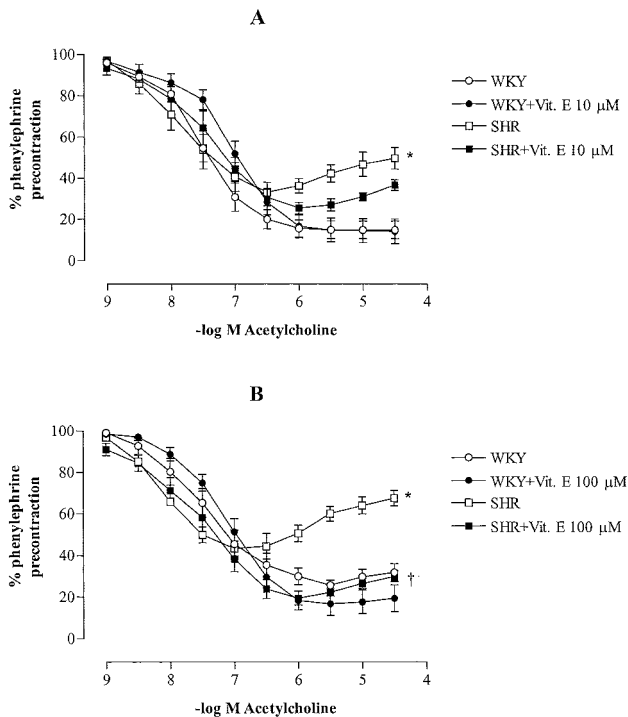 A
% phenylephrine
precontraction
100
80
60
40
20
0
9 8 7 6 5 4
-log M Acetylcholine
WKY
WKY+Vit. E 10 µM
SHR
SHR+Vit. E 10 µM
*
B
% phenylephrine
precontraction
100
80
60
40
20
0
9 8 7 6 5 4
-log M Acetylcholine
WKY
WKY+Vit. E 100 µM
SHR
SHR+Vit. E 100 µM
*
†